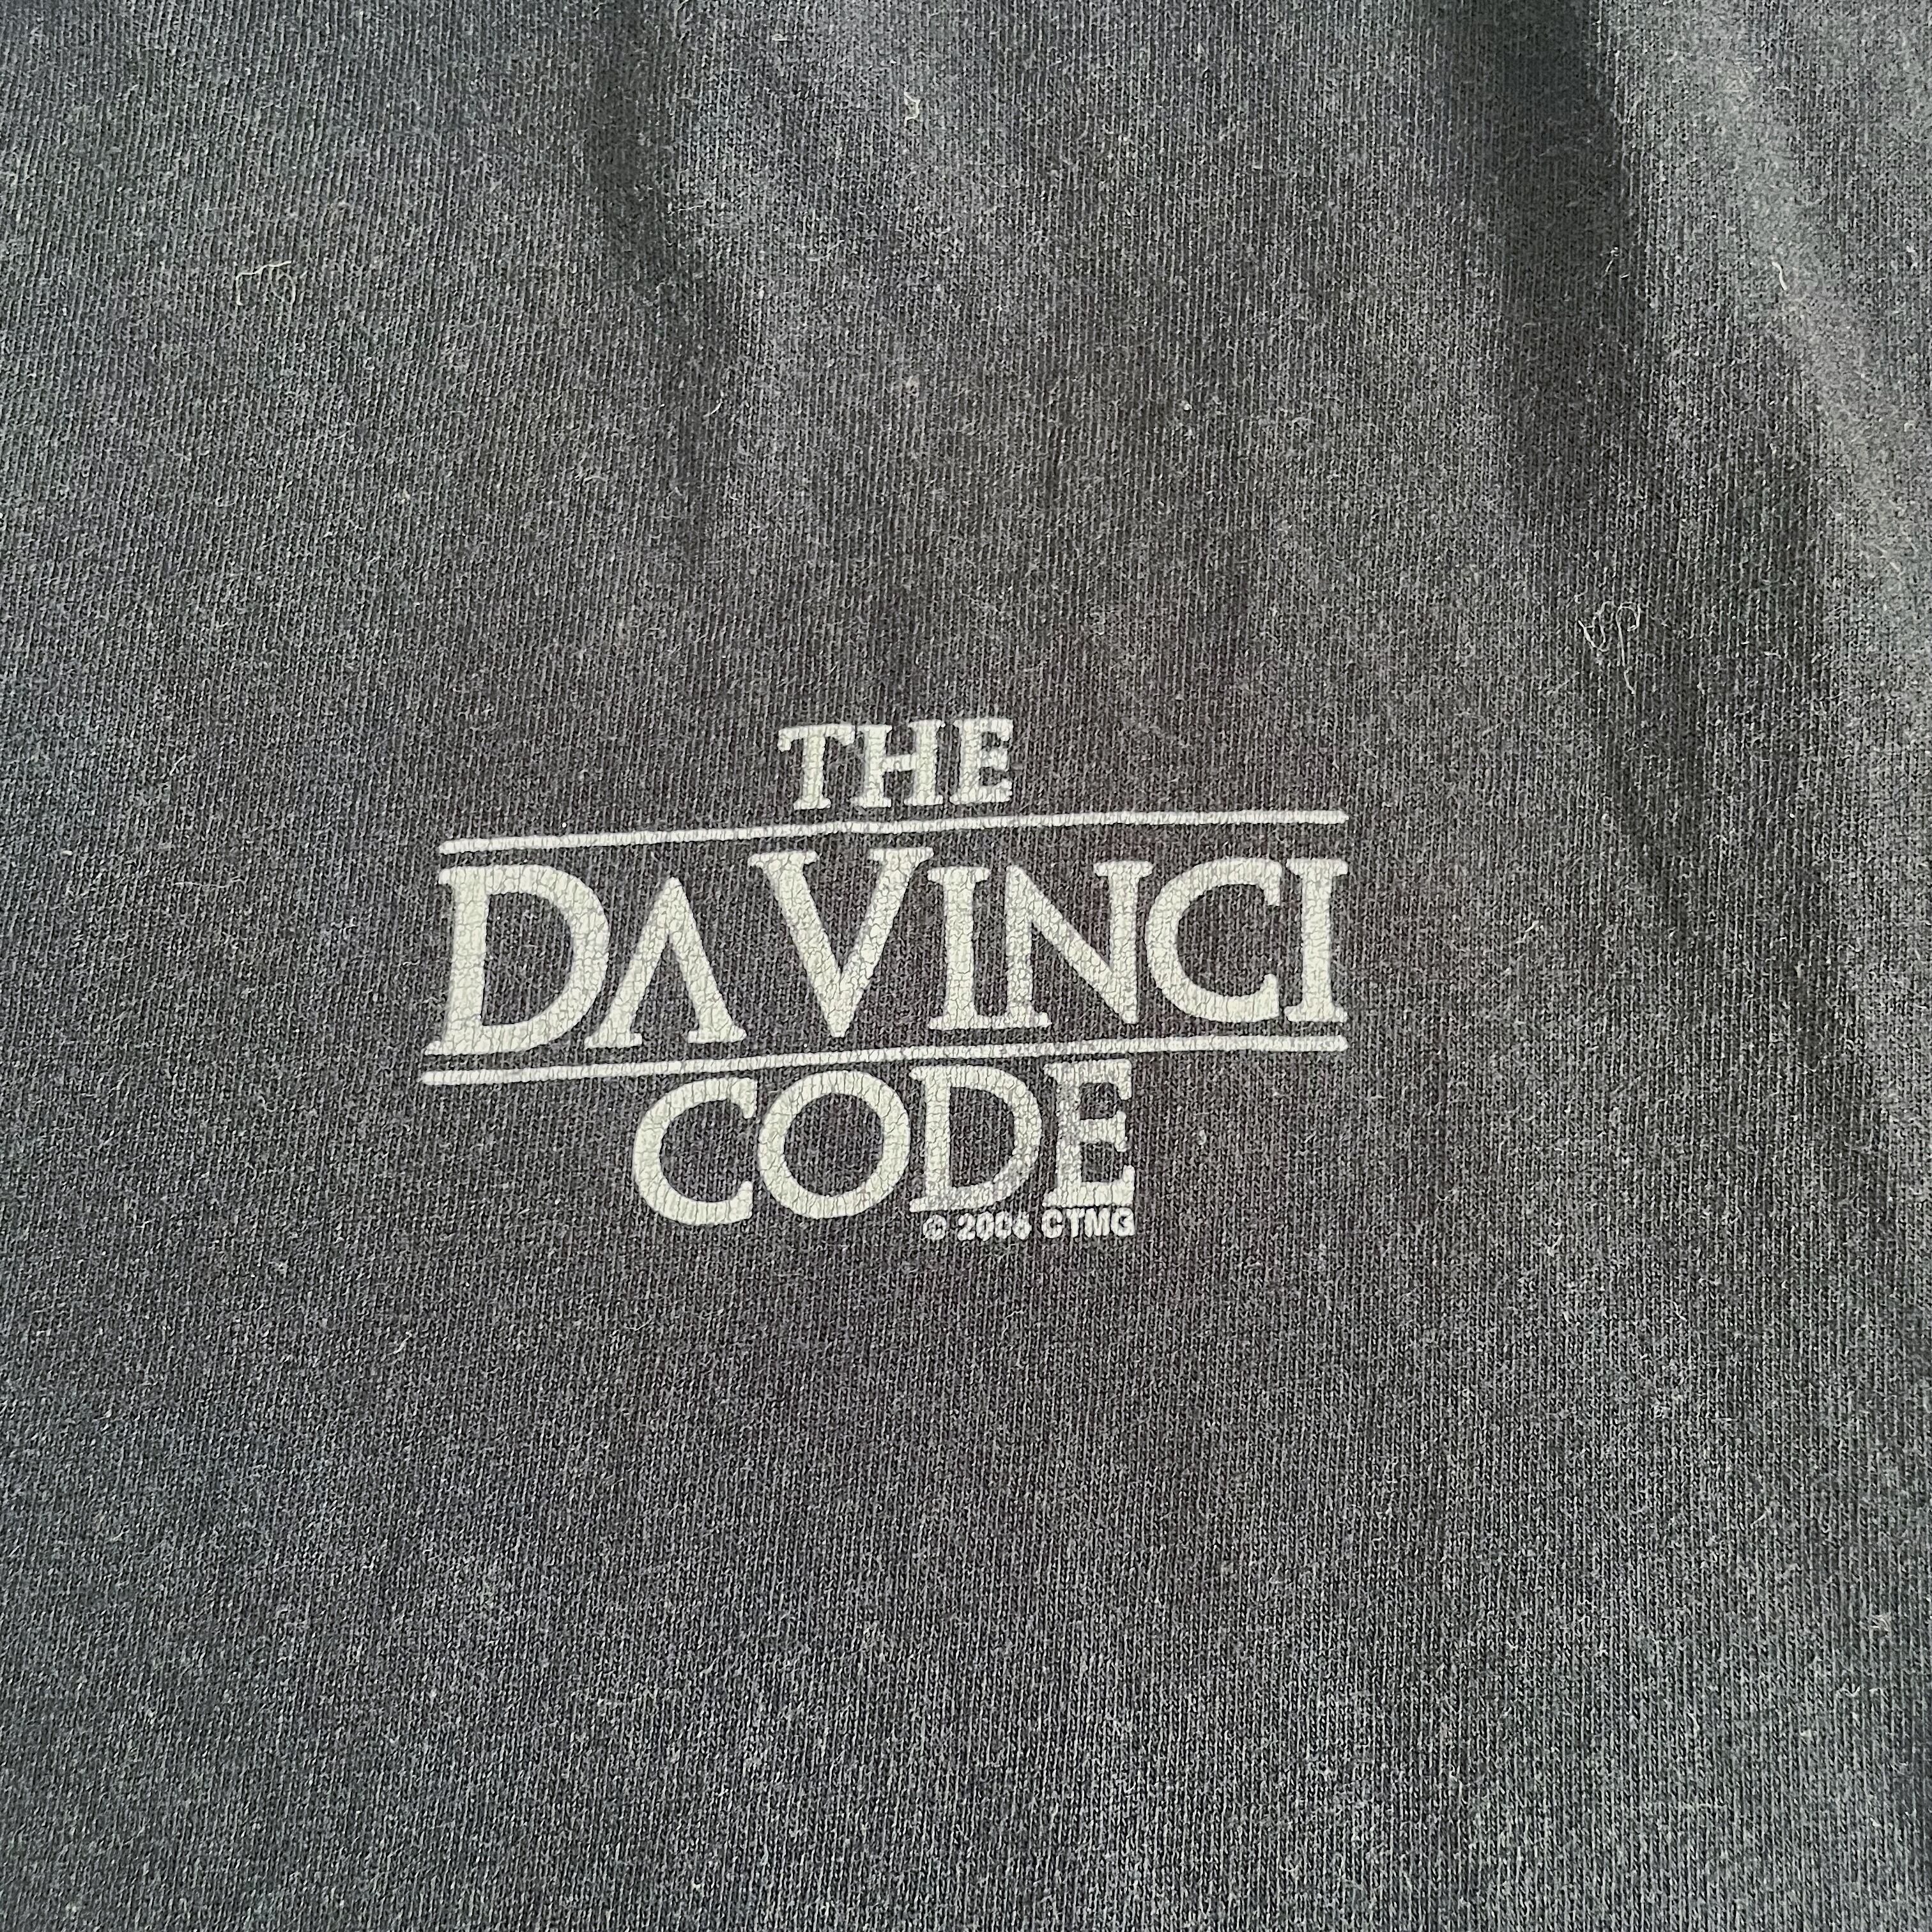 THE
DAVINCI
CODE
© 2006 CTMG